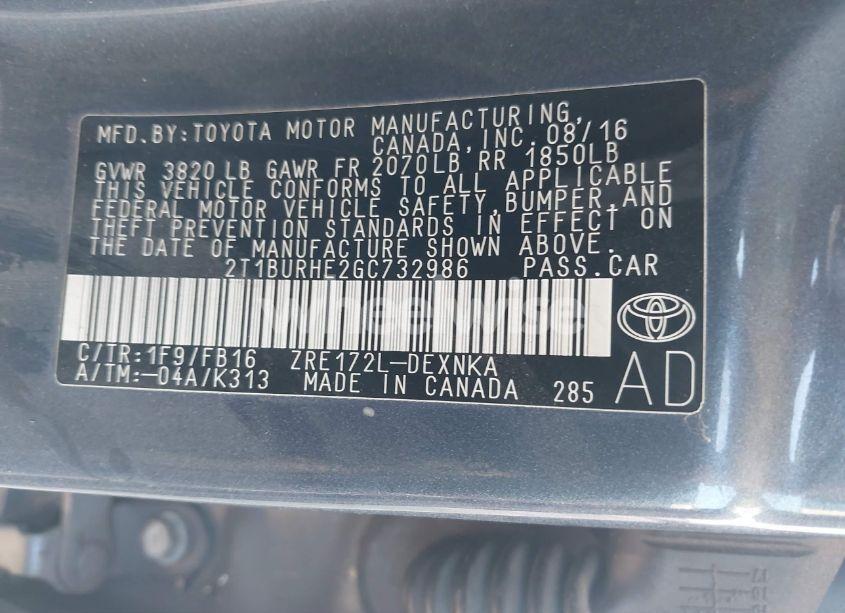 MFD.BY:TOYOTA MOTOR MANUFACTURING,
CANADA,INC. 08/16
GVWR 3820 LB GAWR FR 2070LB, RR 1850LB
THIS VEHICLE CONFORMS TO ALL APPLICABLE
FEDERAL MOTOR VEHICLE SAFETY,BUMPER,AND
THEFT PREVENTION STANDARDS IN EFFECT ON
THE DATE OF MANUFACTURE SHOWN ABOVE.
2T1BURHE2GC732986 PASS.CAR
wheelwise
C/TR:1F9/FB16 ZRE172L-DEXNKA
A/TM:-04A/K313 MADE IN CANADA 285
AD